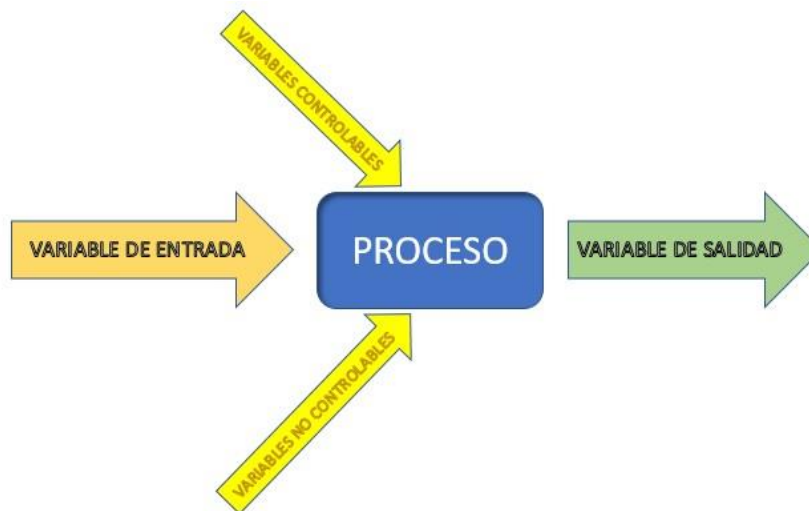 VARIABLES CONTROLABLES
VARIABLE DE ENTRADA
PROCESO
VARIABLE DE SALIDAD
VARIABLES NO CONTROLABLES